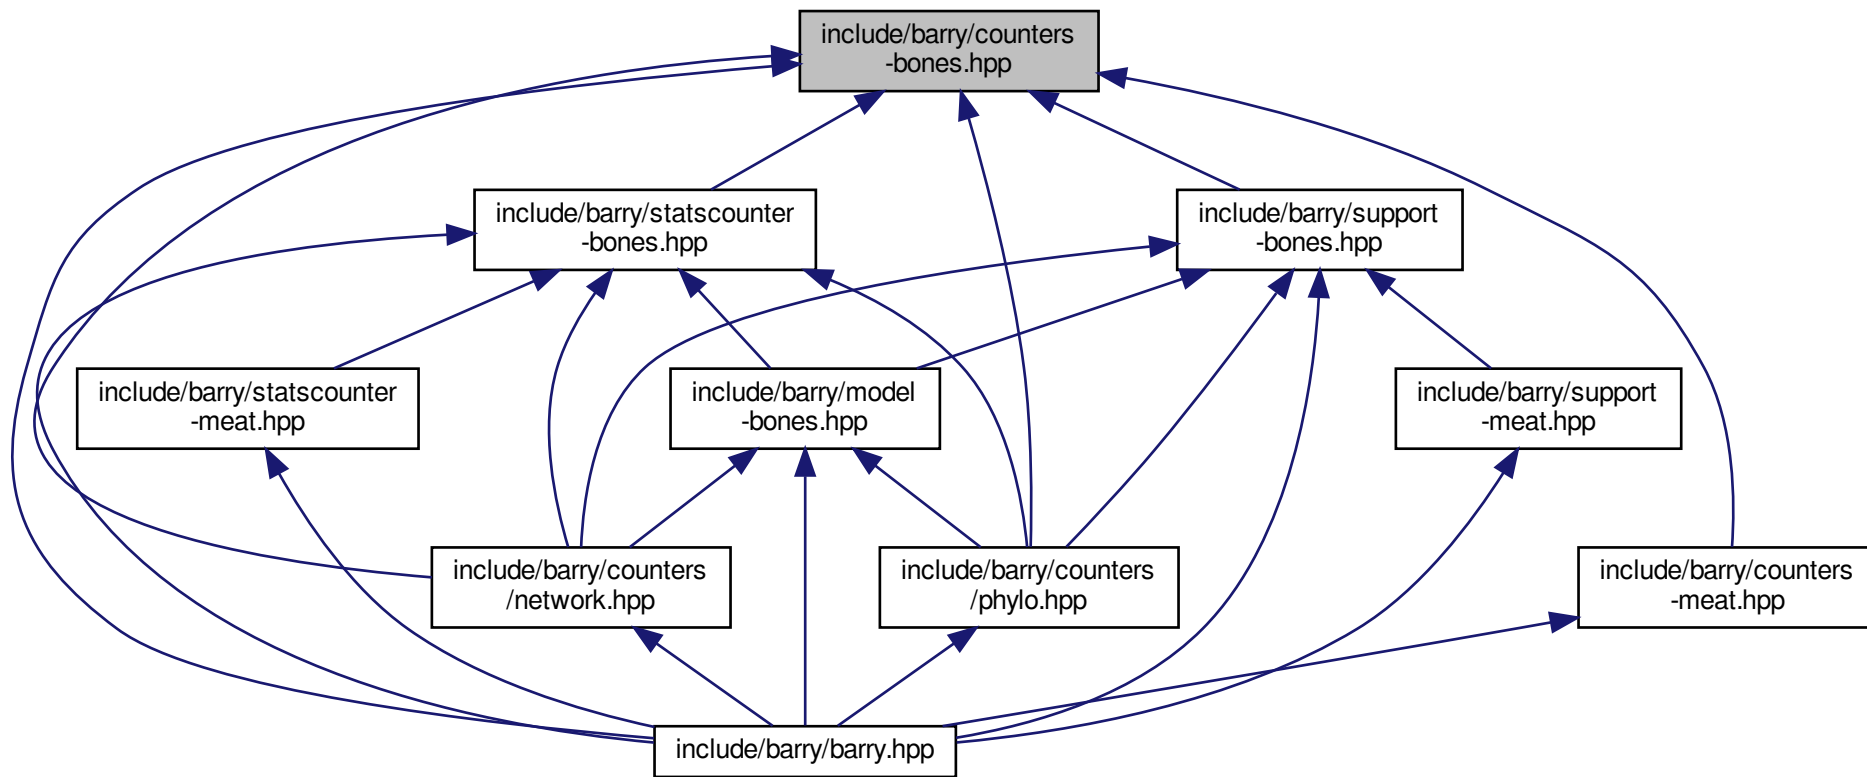 include/barry/counters
-bones.hpp
include/barry/statscounter
-bones.hpp
include/barry/support
-bones.hpp
include/barry/statscounter
-meat.hpp
include/barry/model
-bones.hpp
include/barry/support
-meat.hpp
include/barry/counters
/network.hpp
include/barry/counters
/phylo.hpp
include/barry/counters
-meat.hpp
include/barry/barry.hpp